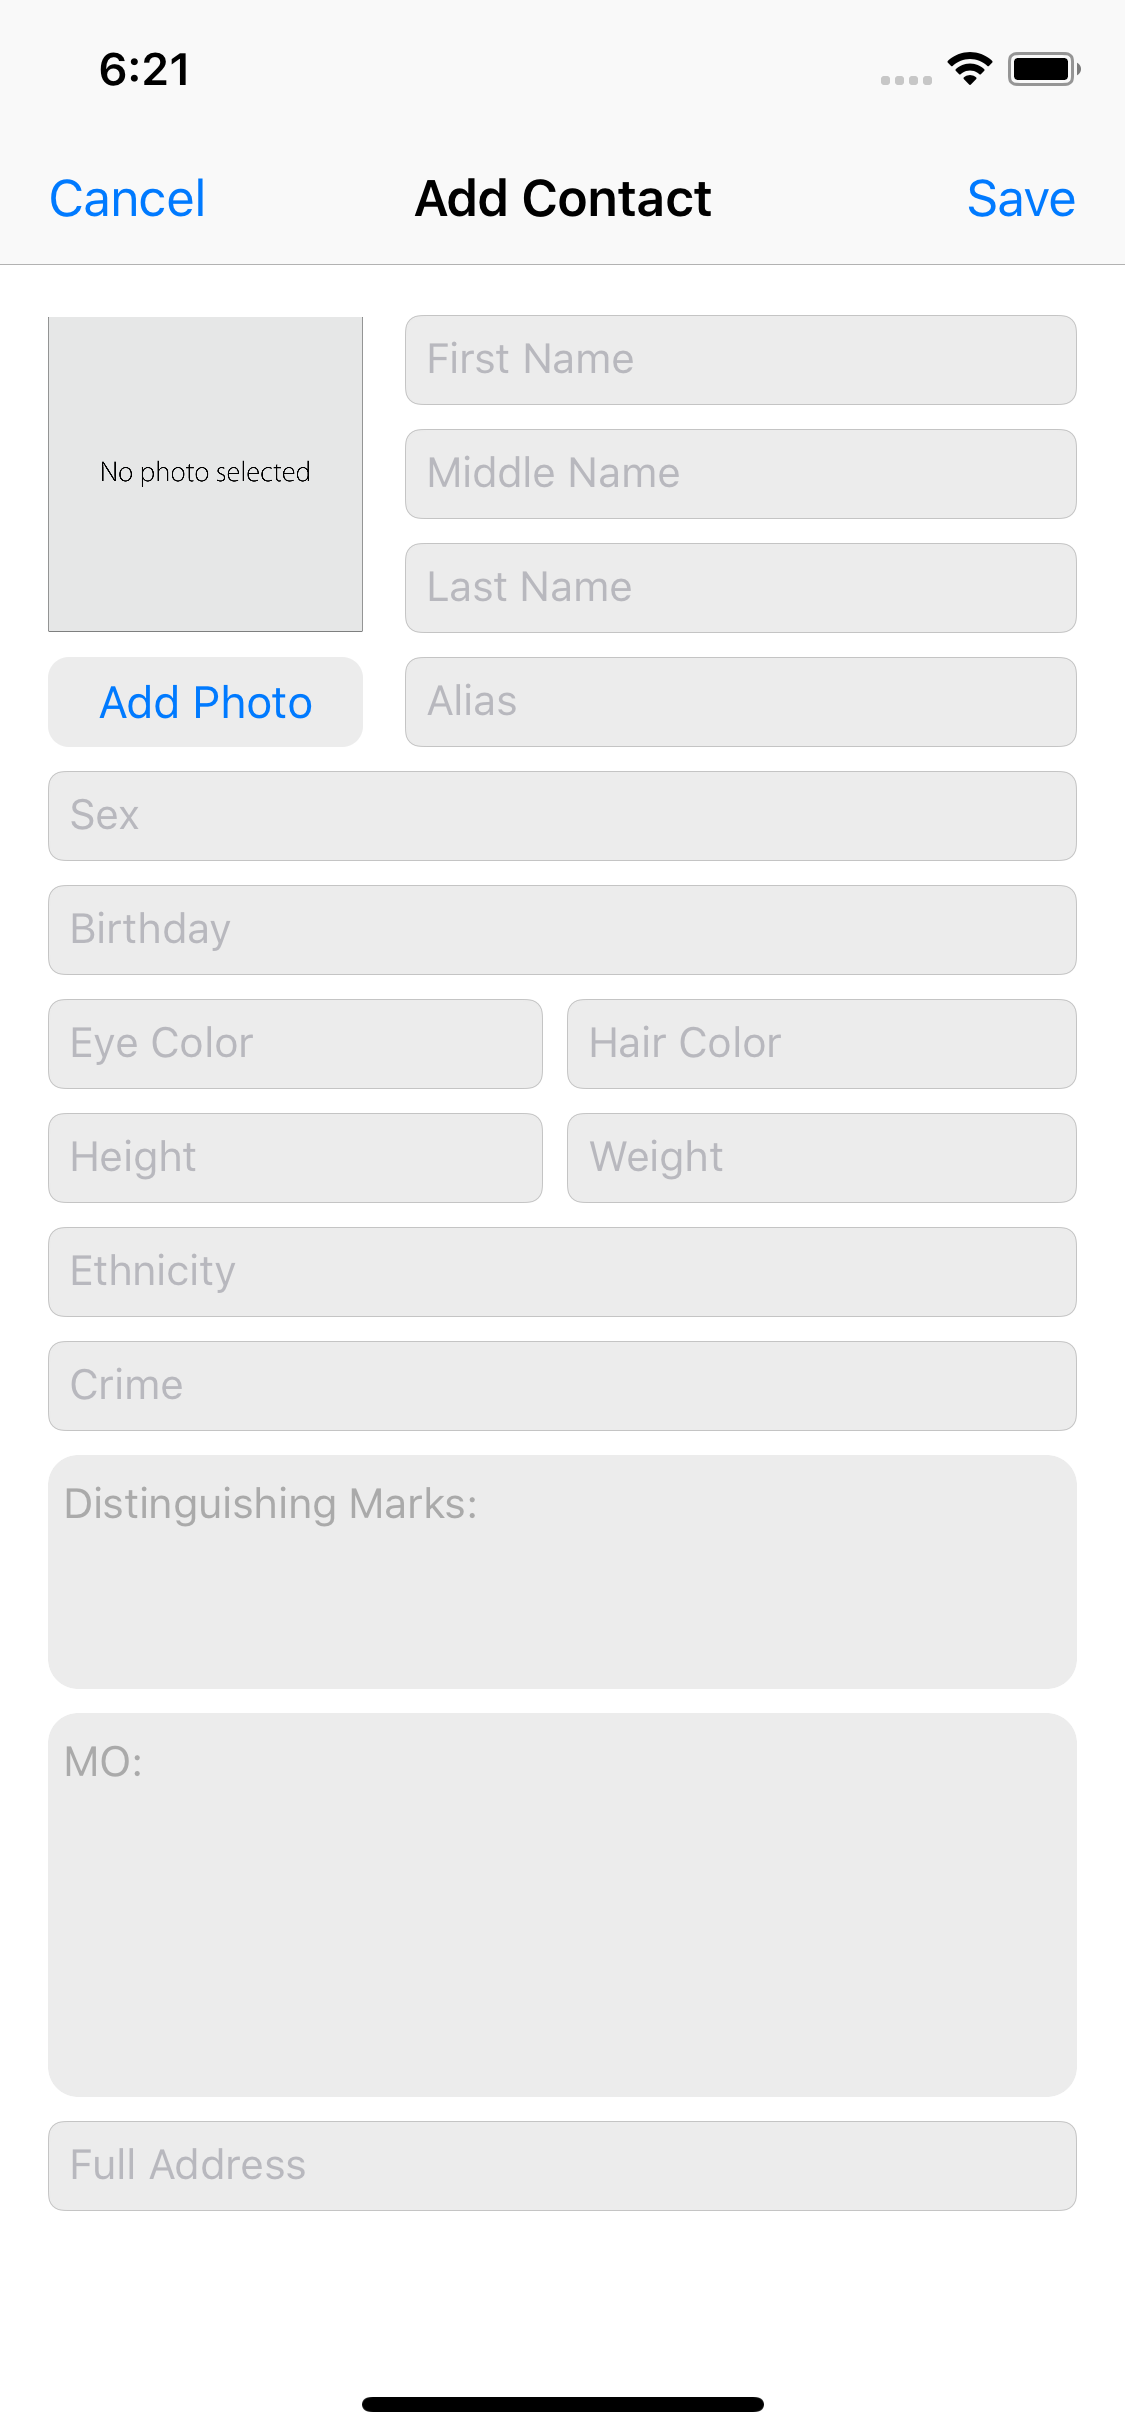 6:21
Cancel Add Contact Save
No photo selected
First Name
Middle Name
Last Name
Add Photo
Alias
Sex
Birthday
Eye Color Hair Color
Height Weight
Ethnicity
Crime
Distinguishing Marks:
MO:
Full Address